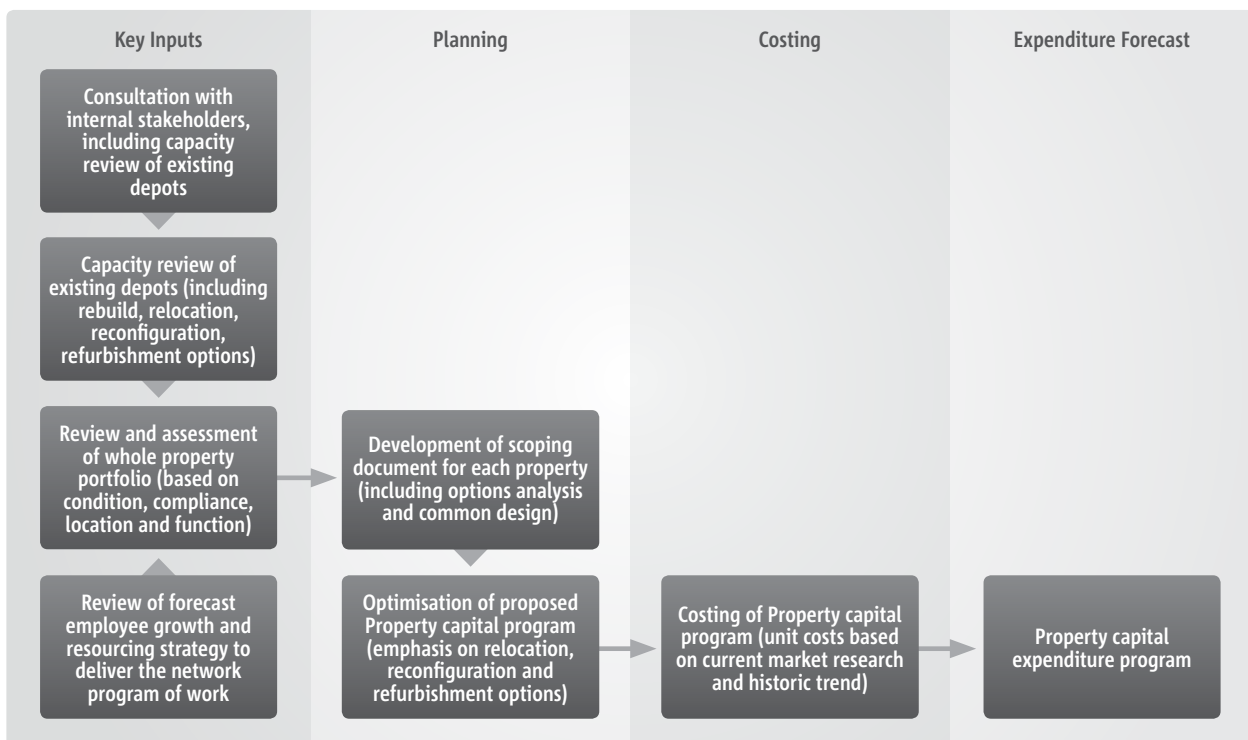 Key Inputs
Planning
Costing
Expenditure Forecast
Consultation with
internal stakeholders,
including capacity
review of existing
depots
Capacity review of
existing depots (including
rebuild, relocation,
reconfiguration,
refurbishment options)
Review and assessment
of whole property
portfolio (based on
condition, compliance,
location and function)
Review of forecast
employee growth and
resourcing strategy to
deliver the network
program of work
Development of scoping
document for each property
(including options analysis
and common design)
Optimisation of proposed
Property capital program
(emphasis on relocation,
reconfiguration and
refurbishment options)
Costing of Property capital
program (unit costs based
on current market research
and historic trend)
Property capital
expenditure program